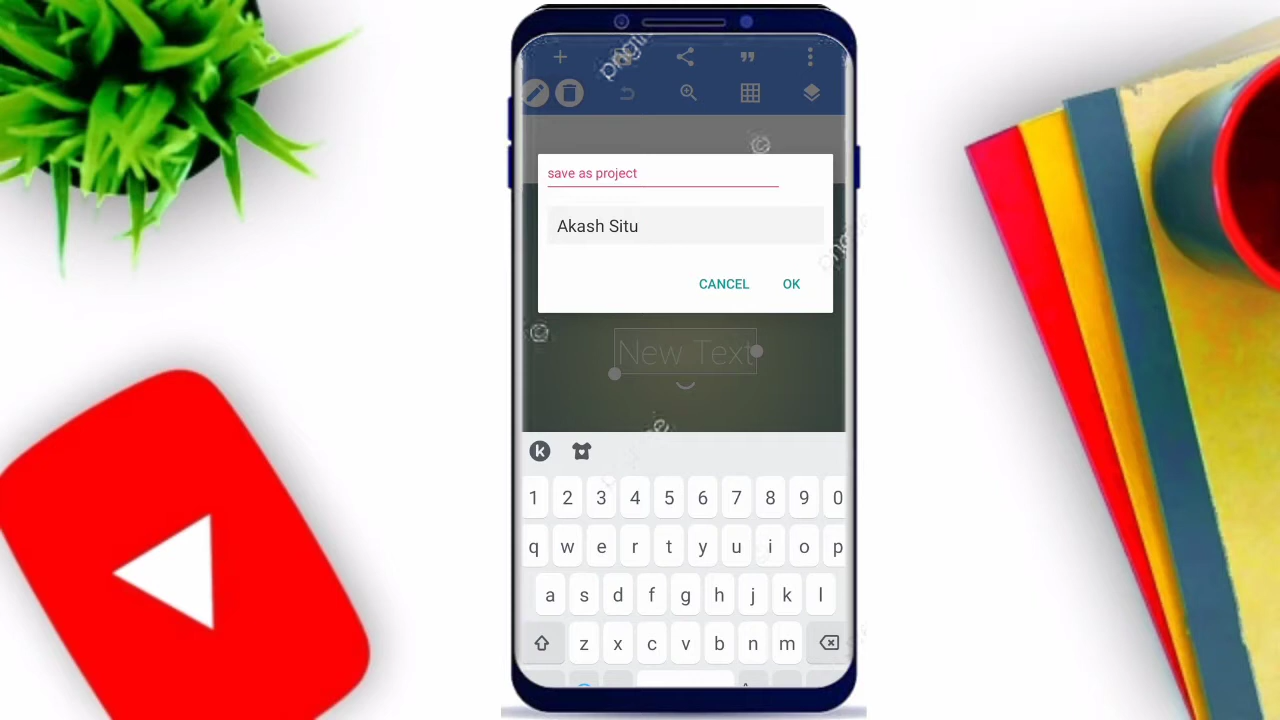 save as project
Akash Situ
CANCEL OK
New Text
1 2 3 4 5 6 7 8 9 0
q w e r t y u i o p
a s d f g h j k l
z x c v b n m